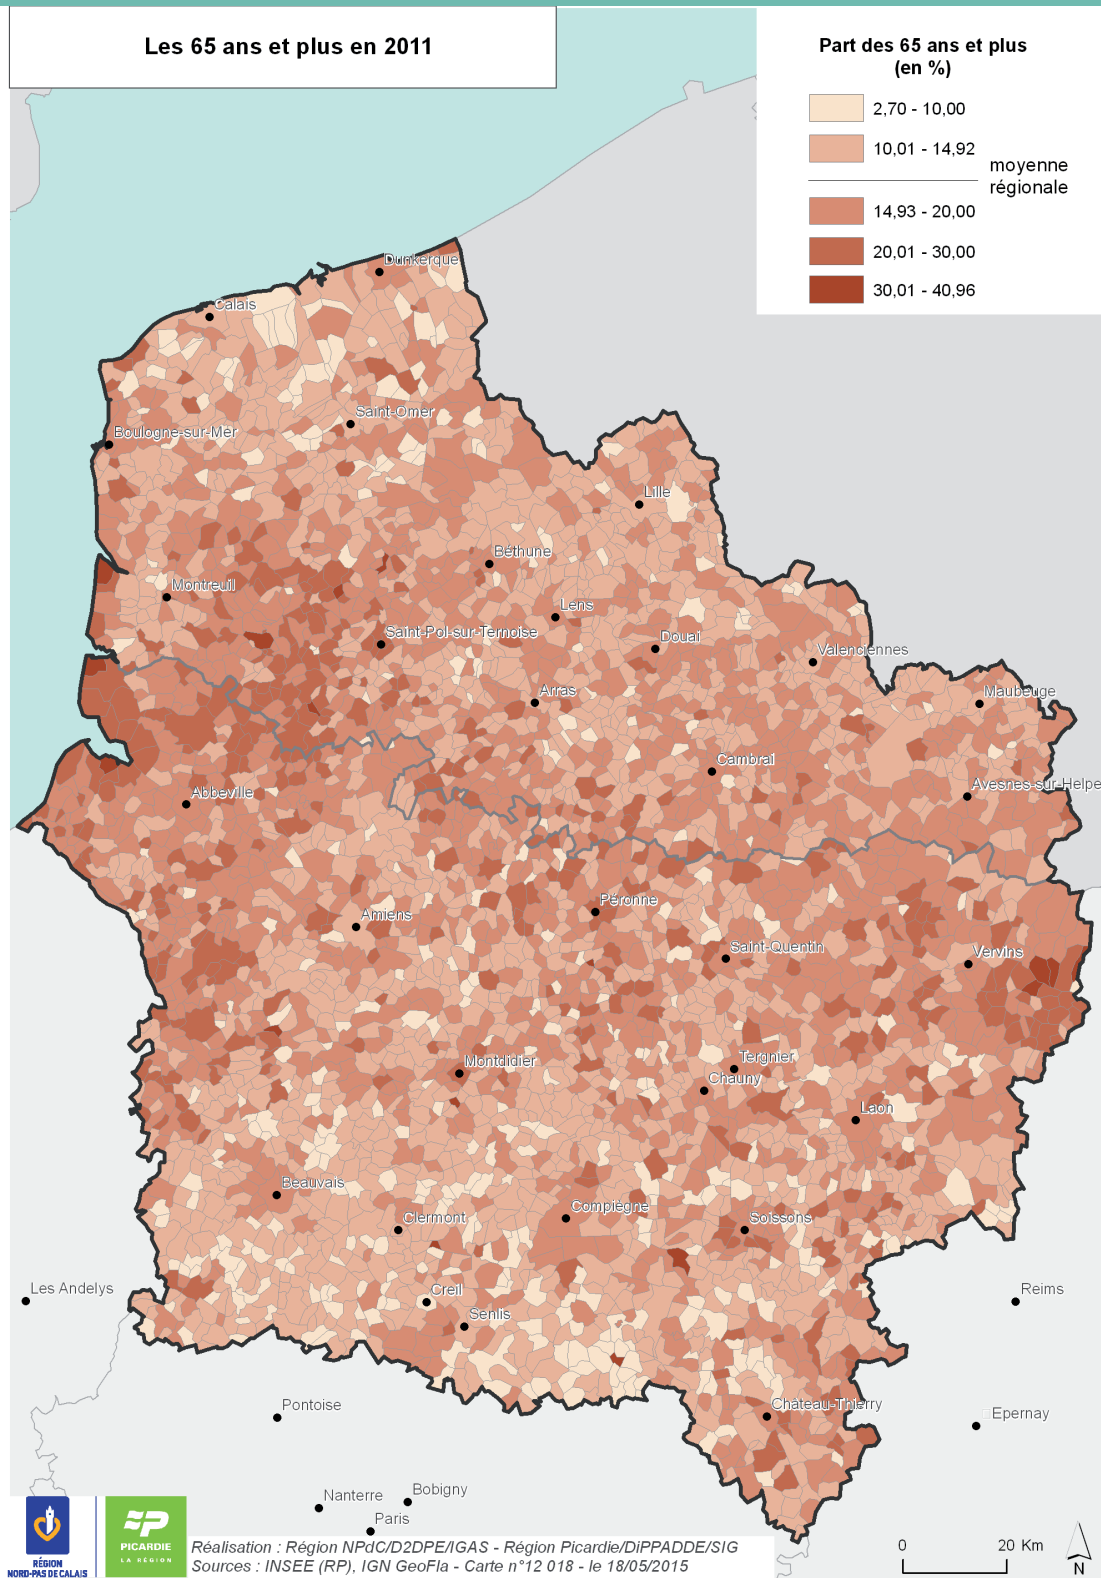 Les 65 ans et plus en 2011
Part des 65 ans et plus
(en %)
2,70 - 10,00
10,01 - 14,92
moyenne
régionale
14,93 - 20,00
20,01 - 30,00
30,01 - 40,96
Dunkerque
Calais
Saint-Omer
Boulogne-sur-Mer
Lille
Béthune
Montreuil
Lens
Saint-Pol-sur-Ternoise
Douai
Valenciennes
Arras
Maubeuge
Cambrai
Avesnes-sur-Helpe
Abbeville
Péronne
Amiens
Saint-Quentin
Vervins
Montdidier
Tergnier
Chauny
Laon
Beauvais
Compiègne
Clermont
Soissons
Les Andelys
Creil
Reims
Senlis
Pontoise
Château-Thierry
Epernay
Nanterre
Bobigny
Paris
RÉGION
NORD-PAS DE CALAIS
PICARDIE
LA RÉGION
Réalisation : Région NPdC/D2DPE/IGAS - Région Picardie/DiPPADDE/SIG
Sources : INSEE (RP), IGN GeoFla - Carte n°12 018 - le 18/05/2015
0 20 Km
N